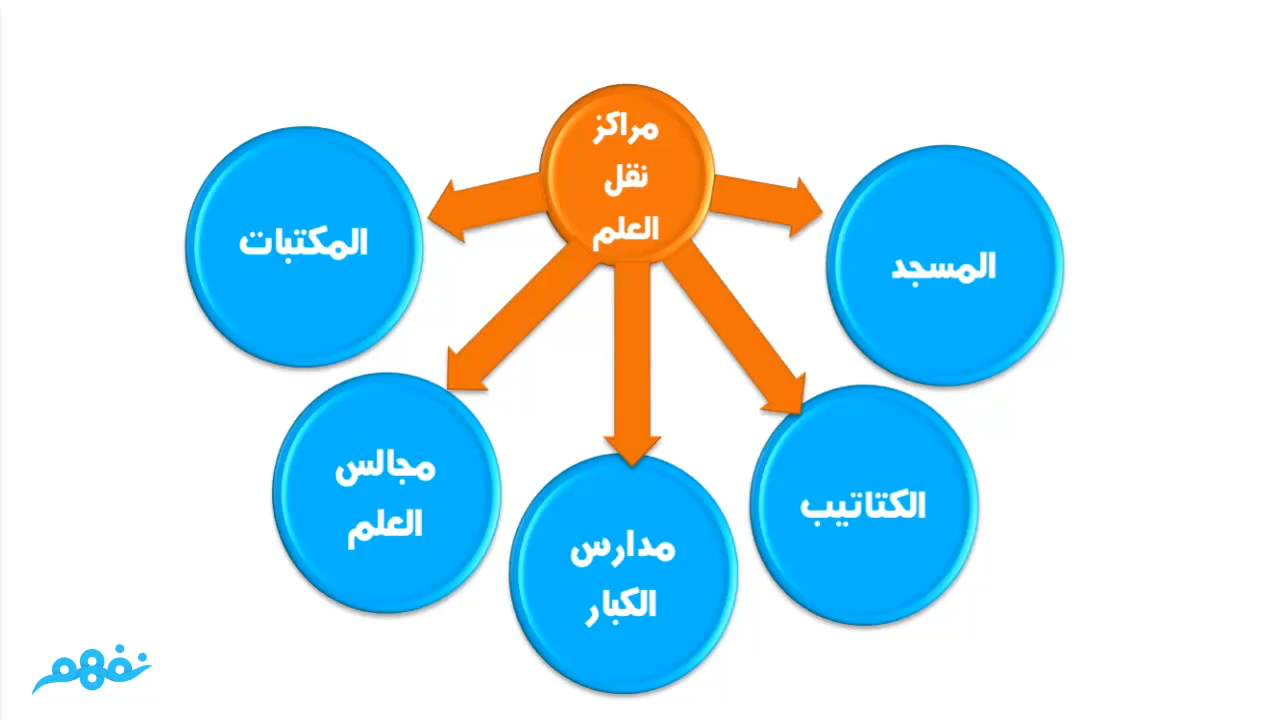 مراكز
نقل
العلم
المسجد
الكتاتيب
مدارس
الكبار
مجالس
العلم
المكتبات
نفهم